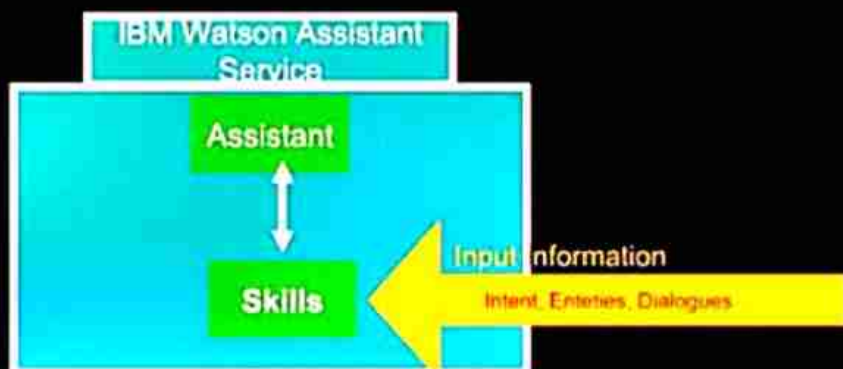 IBM Watson Assistant
Service
Assistant
Skills
Input Information
Intent, Enteties, Dialogues